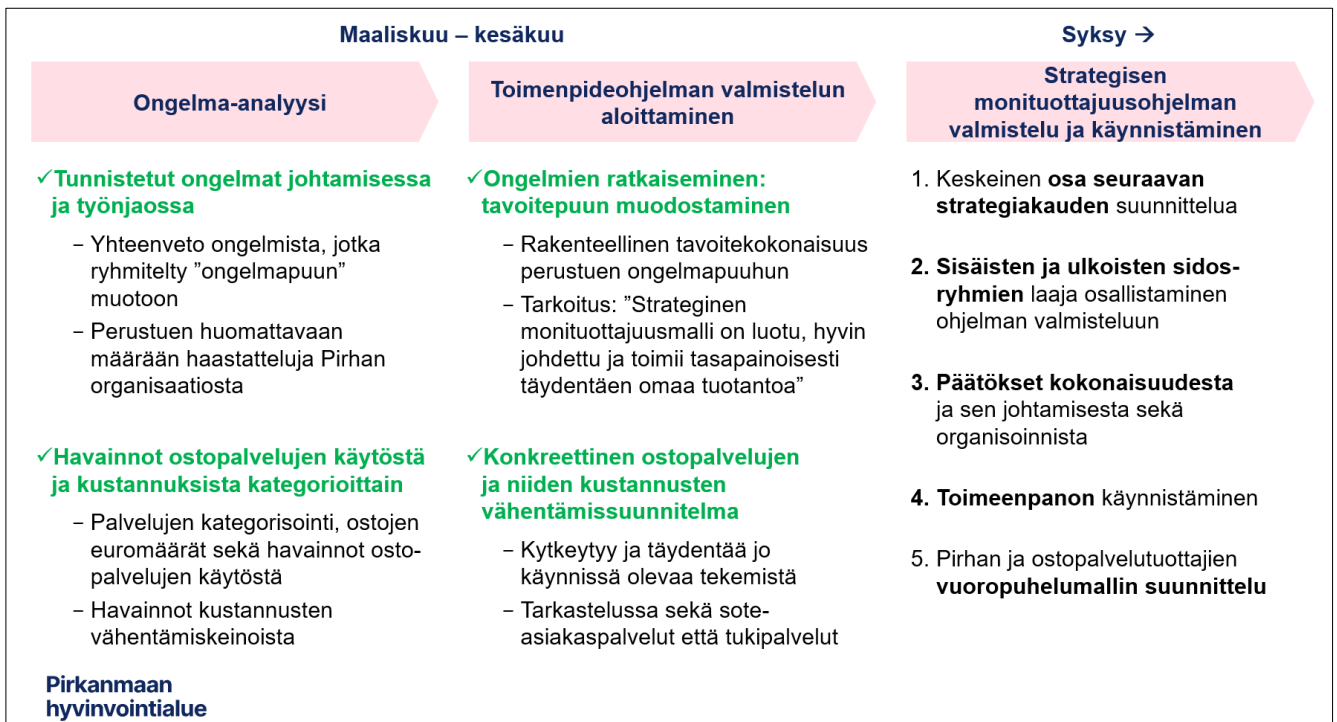 Maaliskuu – kesäkuu
Syksy →
Ongelma-analyysi
Toimenpideohjelman valmistelun
aloittaminen
Strategisen
monituottajuusohjelman
valmistelu ja käynnistäminen
✓Tunnistetut ongelmat johtamisessa
ja työnjaossa
– Yhteenveto ongelmista, jotka
ryhmitelty ”ongelmapuun”
muotoon
– Perustuen huomattavaan
määrään haastatteluja Pirhan
organisaatiosta
✓Havainnot ostopalvelujen käytöstä
ja kustannuksista kategorioittain
– Palvelujen kategorisointi, ostojen
euromäärät sekä havainnot osto-
palvelujen käytöstä
– Havainnot kustannusten
vähentämiskeinoista
✓Ongelmien ratkaiseminen:
tavoitepuun muodostaminen
– Rakenteellinen tavoitekokonaisuus
perustuen ongelmapuuhun
– Tarkoitus: ”Strateginen
monituottajuusmalli on luotu, hyvin
johdettu ja toimii tasapainoisesti
täydentäen omaa tuotantoa”
✓Konkreettinen ostopalvelujen
ja niiden kustannusten
vähentämissuunnitelma
– Kytkeytyy ja täydentää jo
käynnissä olevaa tekemistä
– Tarkastelussa sekä sote-
asiakaspalvelut että tukipalvelut
1. Keskeinen osa seuraavan
strategiakauden suunnittelua
2. Sisäisten ja ulkoisten sidos-
ryhmien laaja osallistaminen
ohjelman valmisteluun
3. Päätökset kokonaisuudesta
ja sen johtamisesta sekä
organisoinnista
4. Toimeenpanon käynnistäminen
5. Pirhan ja ostopalvelutuottajien
vuoropuhelumallin suunnittelu
Pirkanmaan
hyvinvointialue